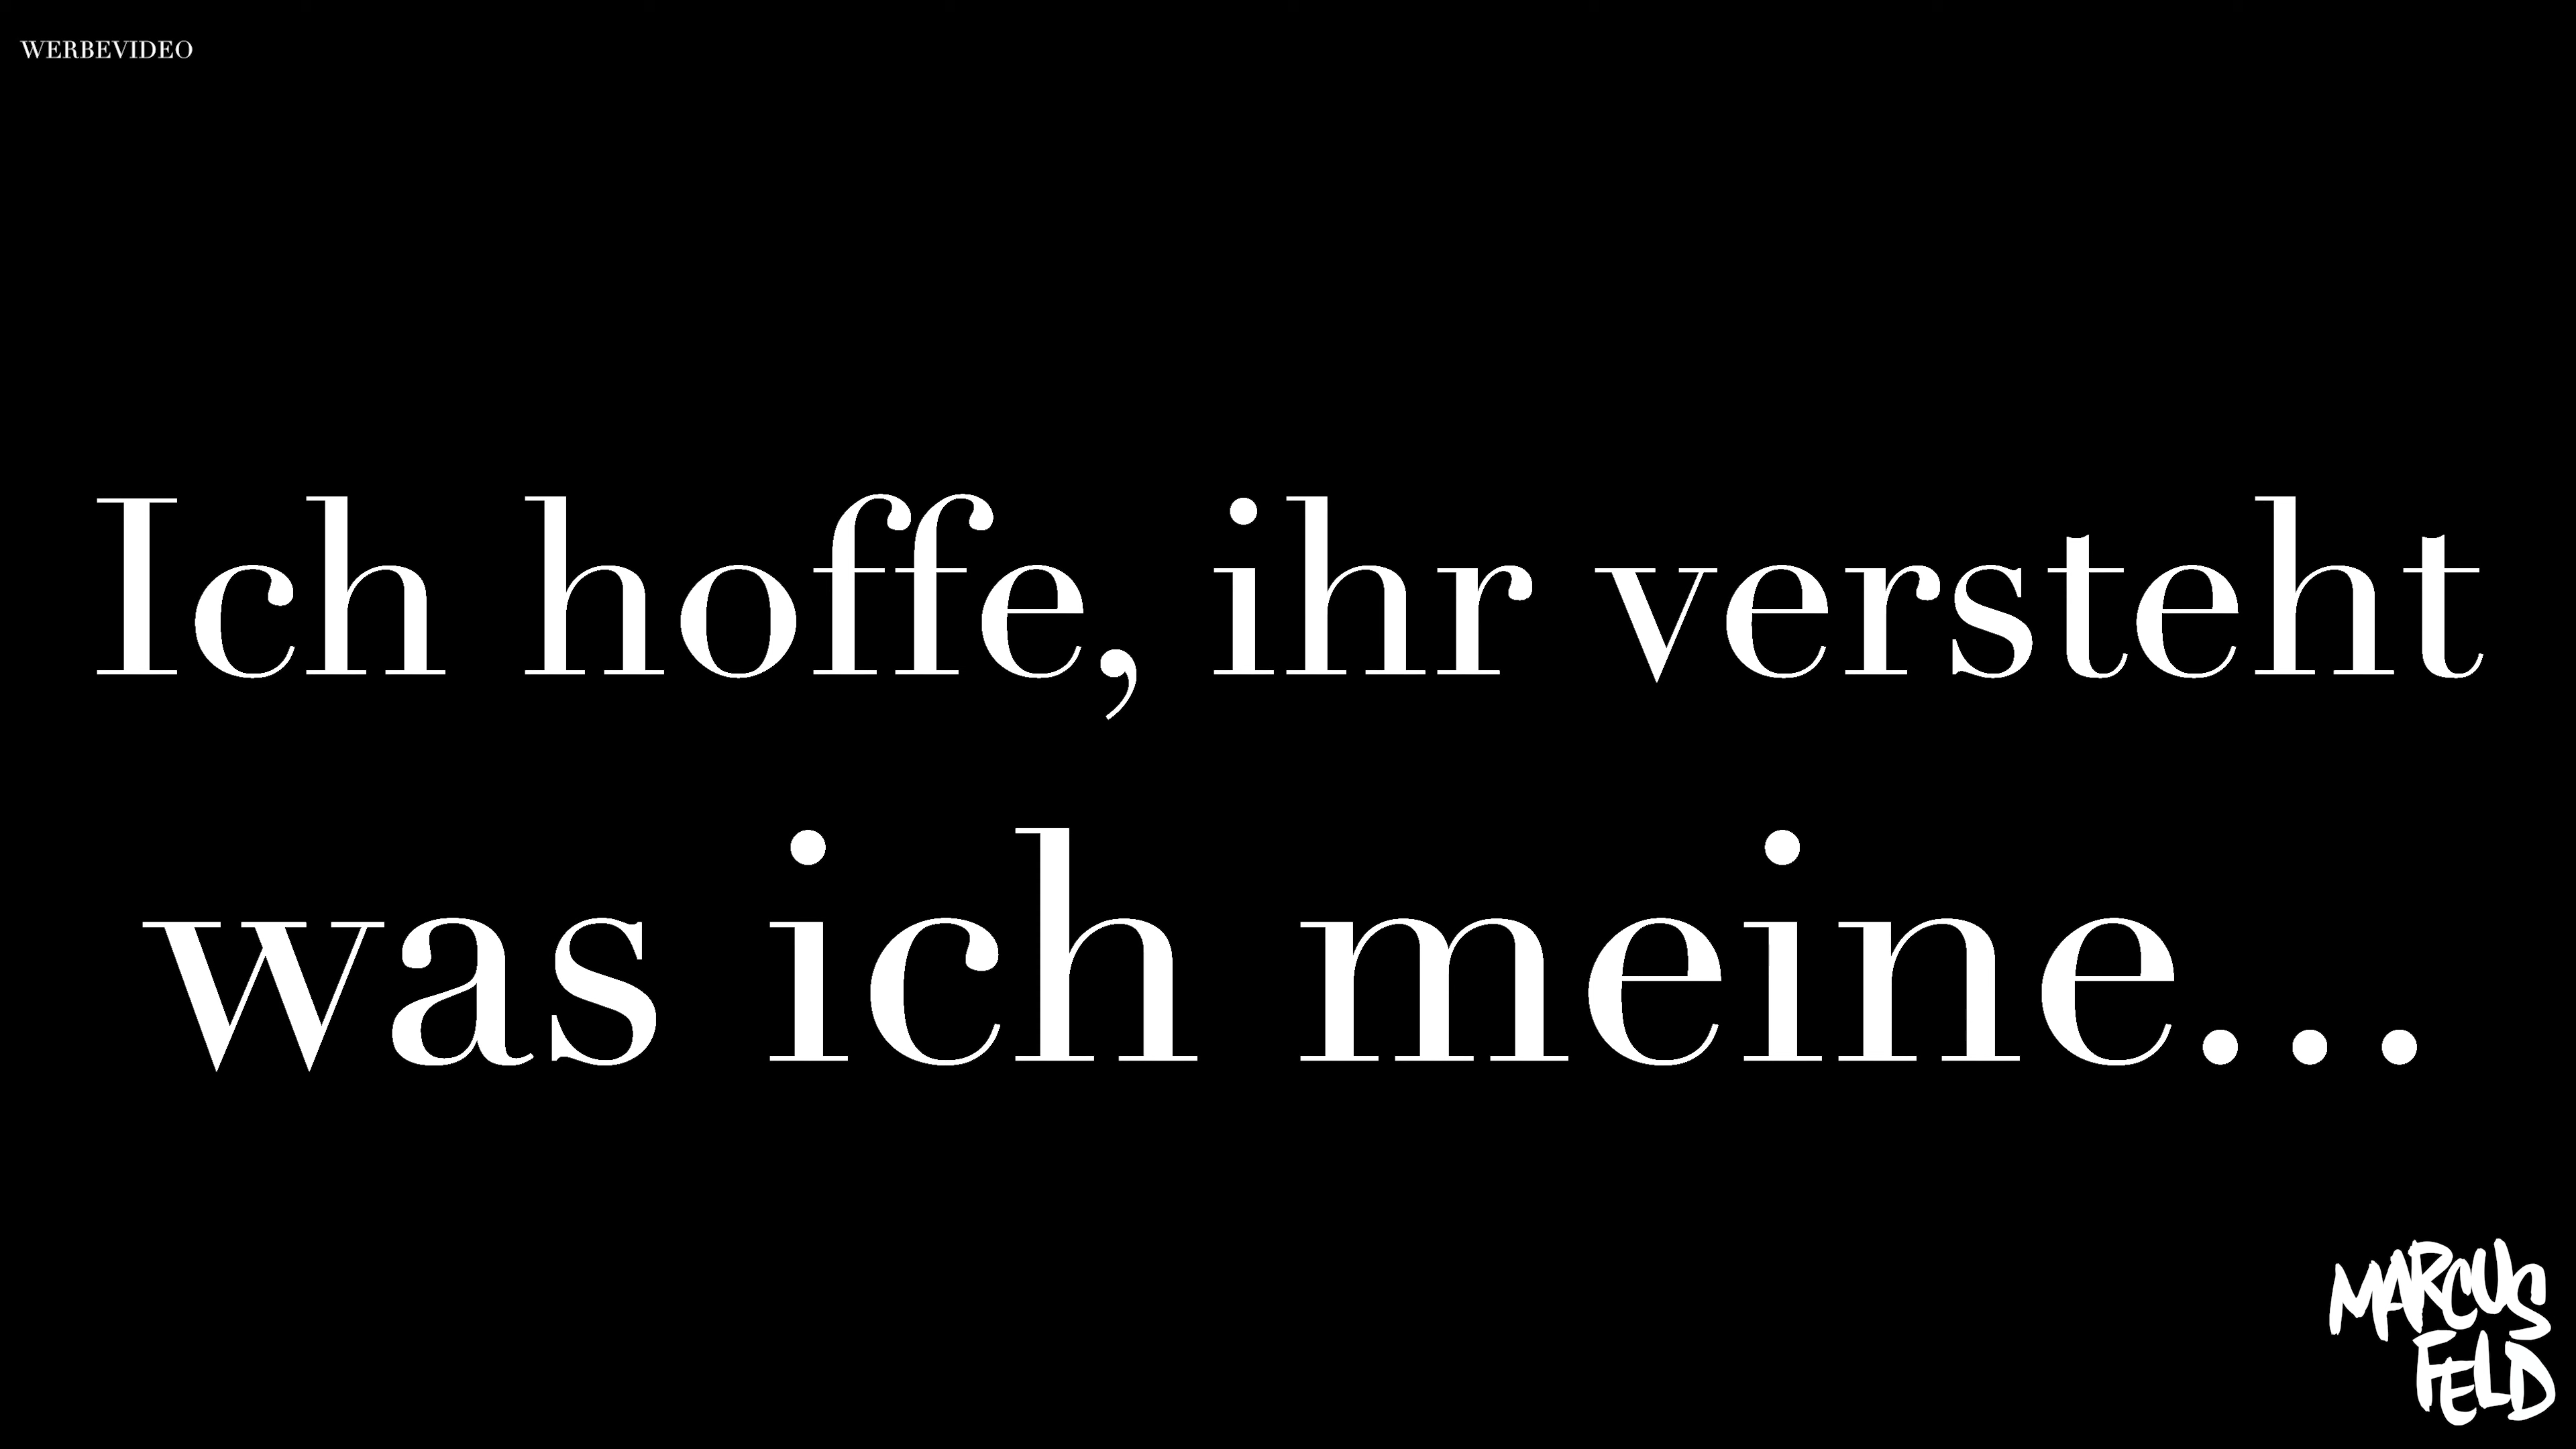 WERBEVIDEO
Ich hoffe, ihr versteht
was ich meine...
MARCUS
FELD